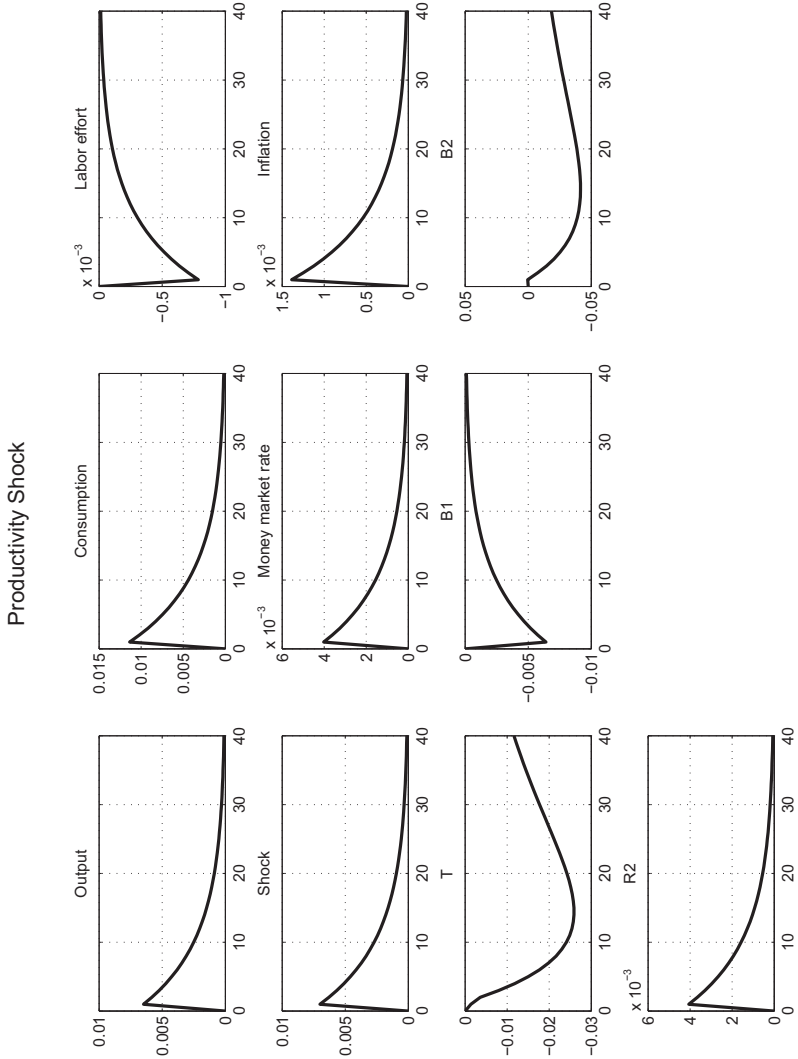 Productivity Shock
Output
0.01
0.005
0
0 10 20 30 40
Consumption
0.015
0.01
0.005
0
0 10 20 30 40
Labor effort
x 10⁻³
0
−0.5
−1
0 10 20 30 40
Shock
0.01
0.005
0
0 10 20 30 40
Money market rate
x 10⁻³
6
4
2
0
0 10 20 30 40
Inflation
x 10⁻³
1.5
1
0.5
0
0 10 20 30 40
T
0
−0.01
−0.02
−0.03
0 10 20 30 40
B1
0
−0.005
−0.01
0 10 20 30 40
B2
0.05
0
−0.05
0 10 20 30 40
R2
x 10⁻³
6
4
2
0
0 10 20 30 40